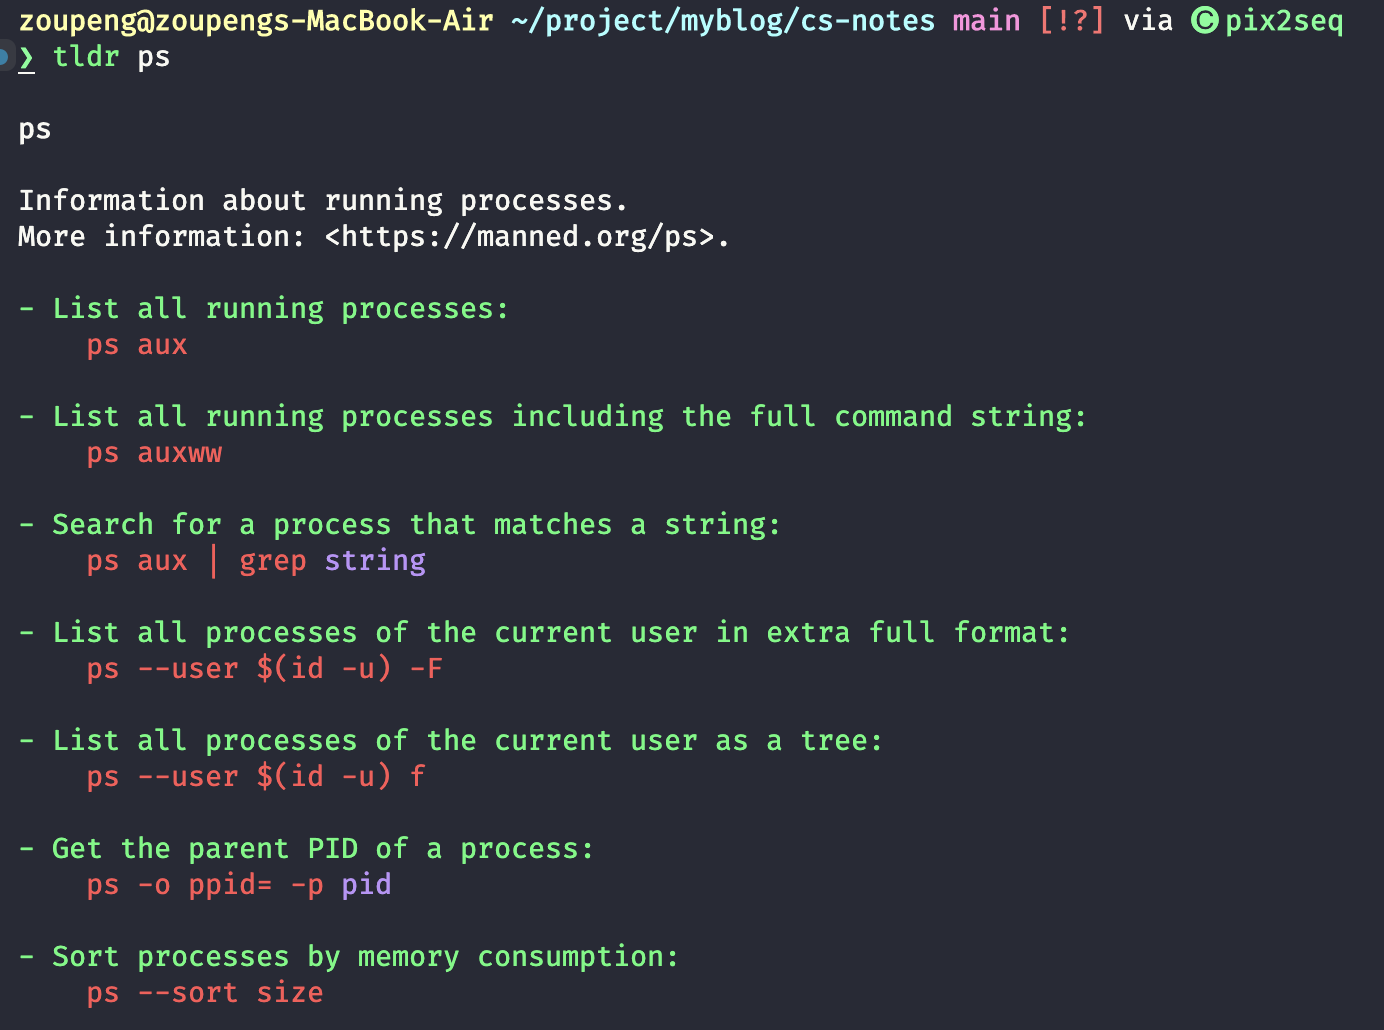 zoupeng@zoupengs-MacBook-Air ~/project/myblog/cs-notes main [!?] via 🅒 pix2seq
❯ tldr ps
ps
Information about running processes.
More information: <https://manned.org/ps>.
- List all running processes:
ps aux
- List all running processes including the full command string:
ps auxww
- Search for a process that matches a string:
ps aux | grep string
- List all processes of the current user in extra full format:
ps --user $(id -u) -F
- List all processes of the current user as a tree:
ps --user $(id -u) f
- Get the parent PID of a process:
ps -o ppid= -p pid
- Sort processes by memory consumption:
ps --sort size